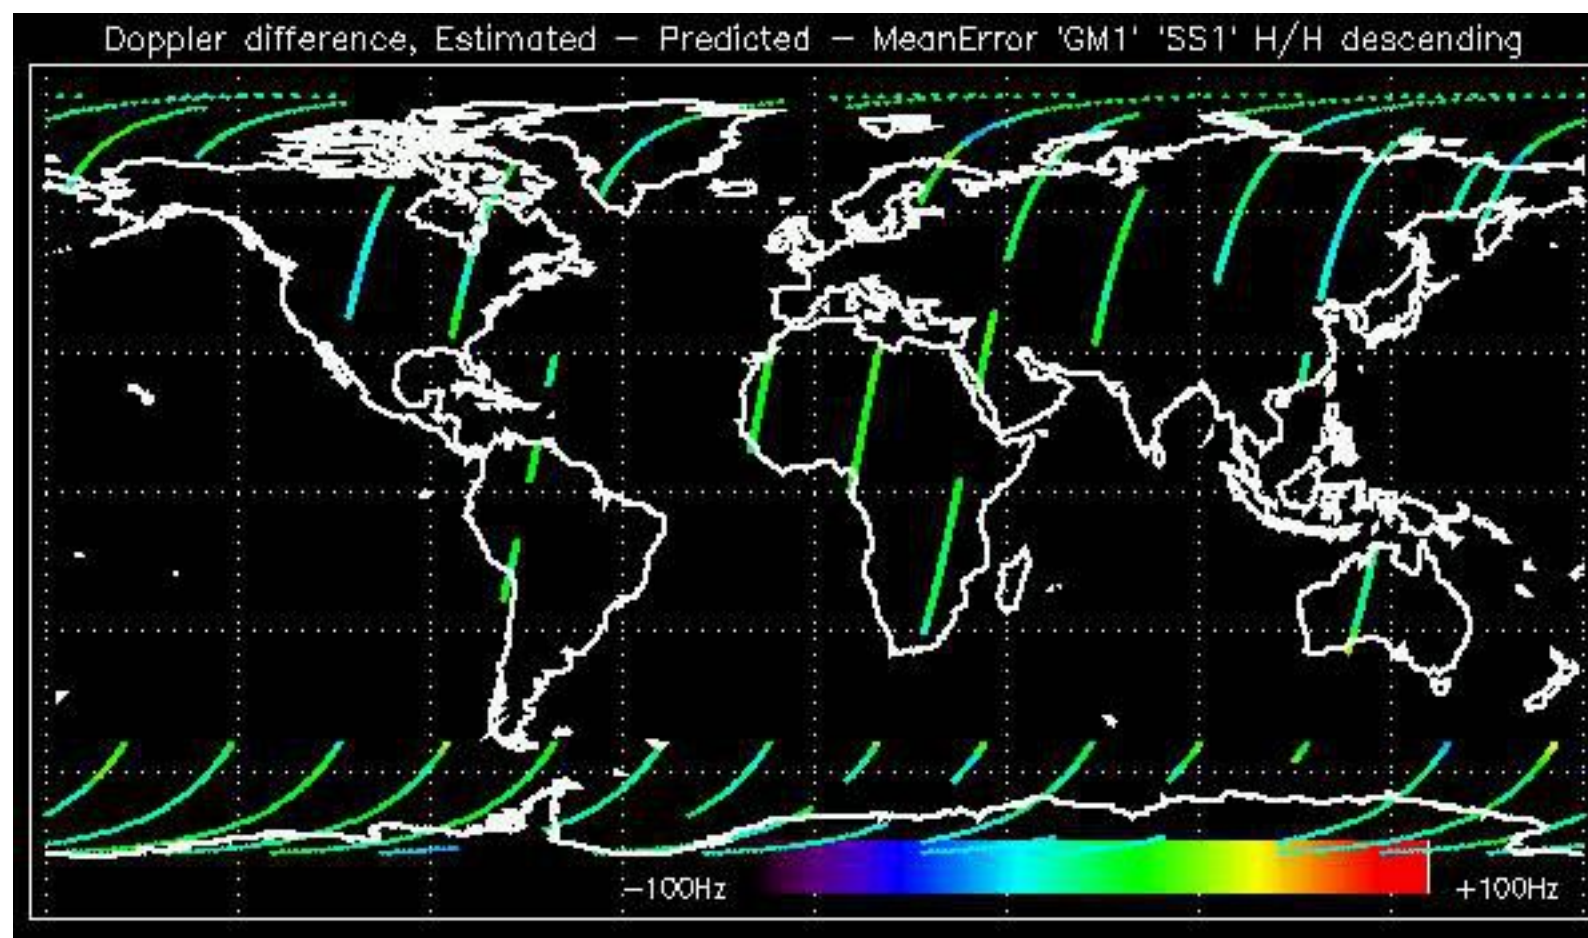 Doppler difference, Estimated – Predicted – MeanError 'GM1' 'SS1' H/H descending
–100Hz
+100Hz